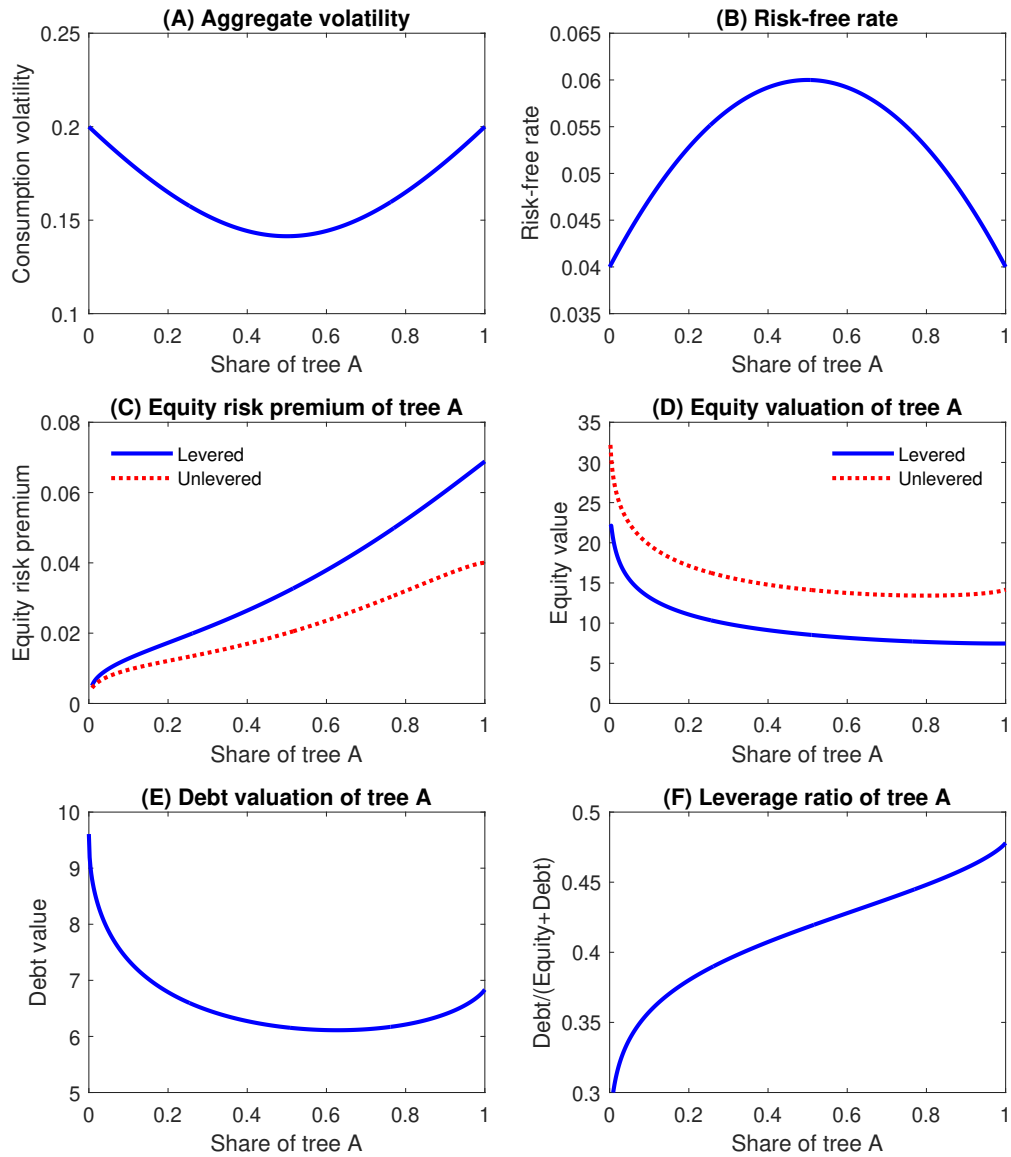 (A) Aggregate volatility
0.25
0.2
0.15
0.1
Consumption volatility
0 0.2 0.4 0.6 0.8 1
Share of tree A
(B) Risk-free rate
0.065
0.06
0.055
0.05
0.045
0.04
0.035
Risk-free rate
0 0.2 0.4 0.6 0.8 1
Share of tree A
(C) Equity risk premium of tree A
0.08
0.06
0.04
0.02
0
Equity risk premium
Levered
Unlevered
0 0.2 0.4 0.6 0.8 1
Share of tree A
(D) Equity valuation of tree A
35
30
25
20
15
10
5
0
Equity value
Levered
Unlevered
0 0.2 0.4 0.6 0.8 1
Share of tree A
(E) Debt valuation of tree A
10
9
8
7
6
5
Debt value
0 0.2 0.4 0.6 0.8 1
Share of tree A
(F) Leverage ratio of tree A
0.5
0.45
0.4
0.35
0.3
Debt/(Equity+Debt)
0 0.2 0.4 0.6 0.8 1
Share of tree A